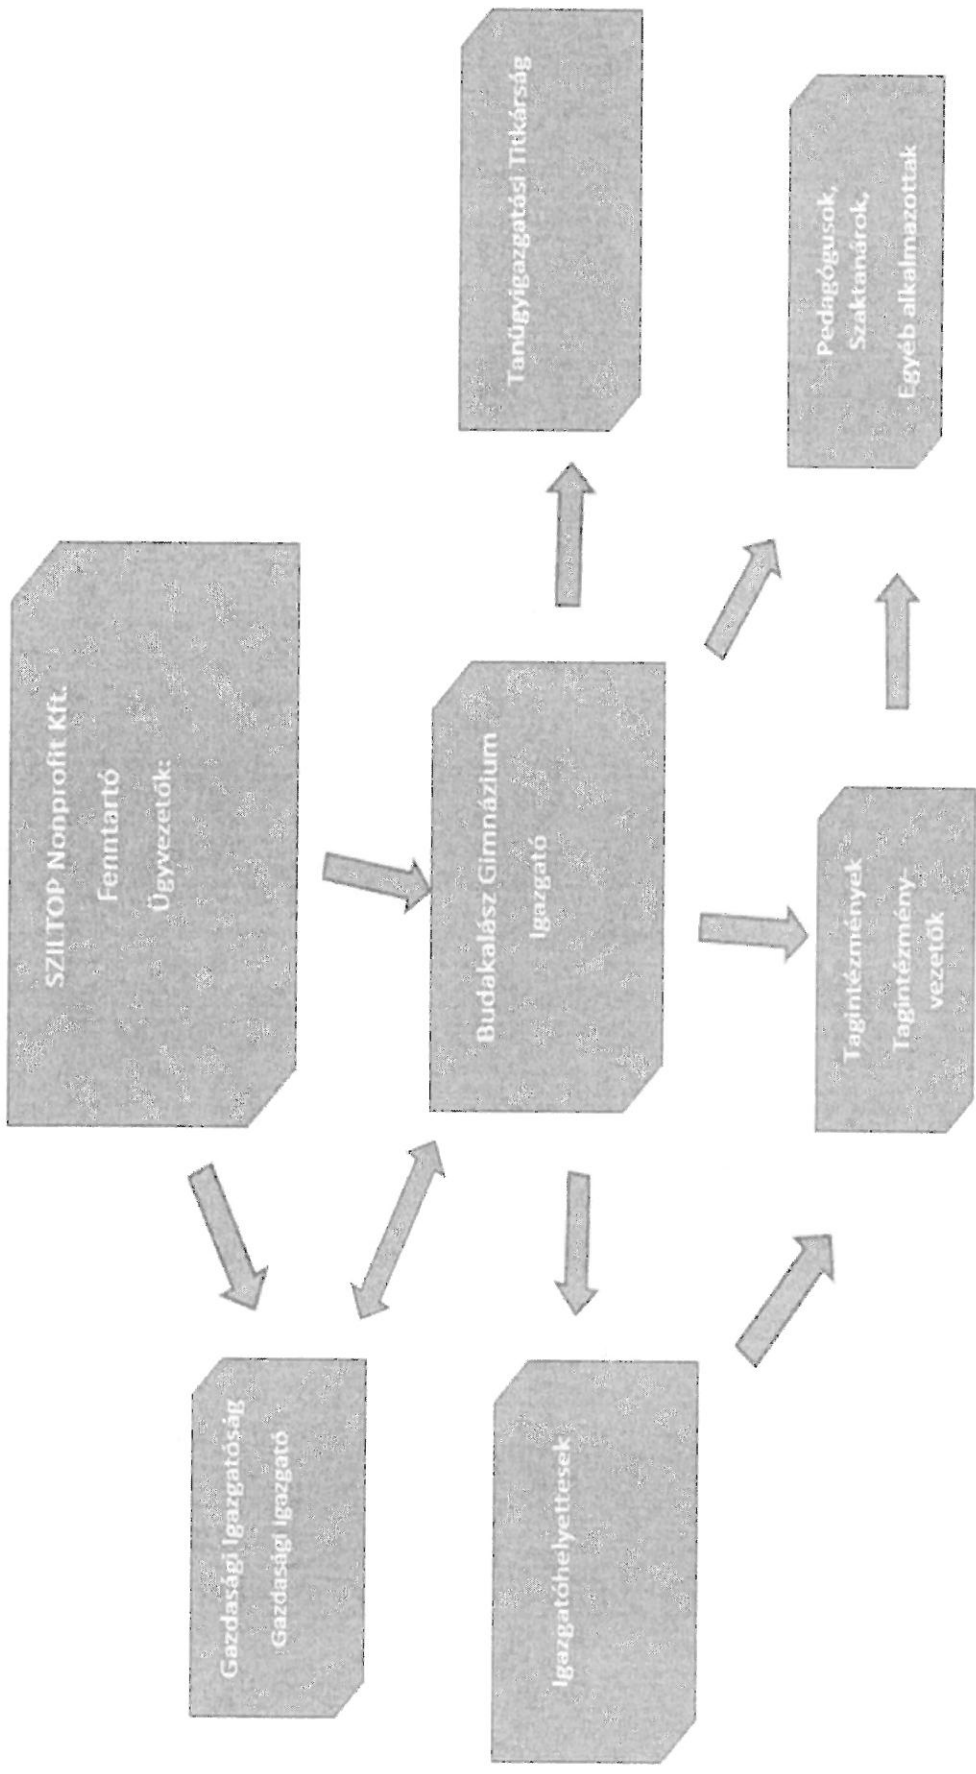 SZILTOP Nonprofit Kft.
Fenntartó
Ügyvezetők:
Gazdasági Igazgatóság
Gazdasági Igazgató
Budakalász Gimnázium
Igazgató
Tanügyigazgatási Titkárság
Igazgatóhelyettesek
Tagintézmények
Tagintézmény-
vezetők
Pedagógusok,
Szaktanárok,
Egyéb alkalmazottak